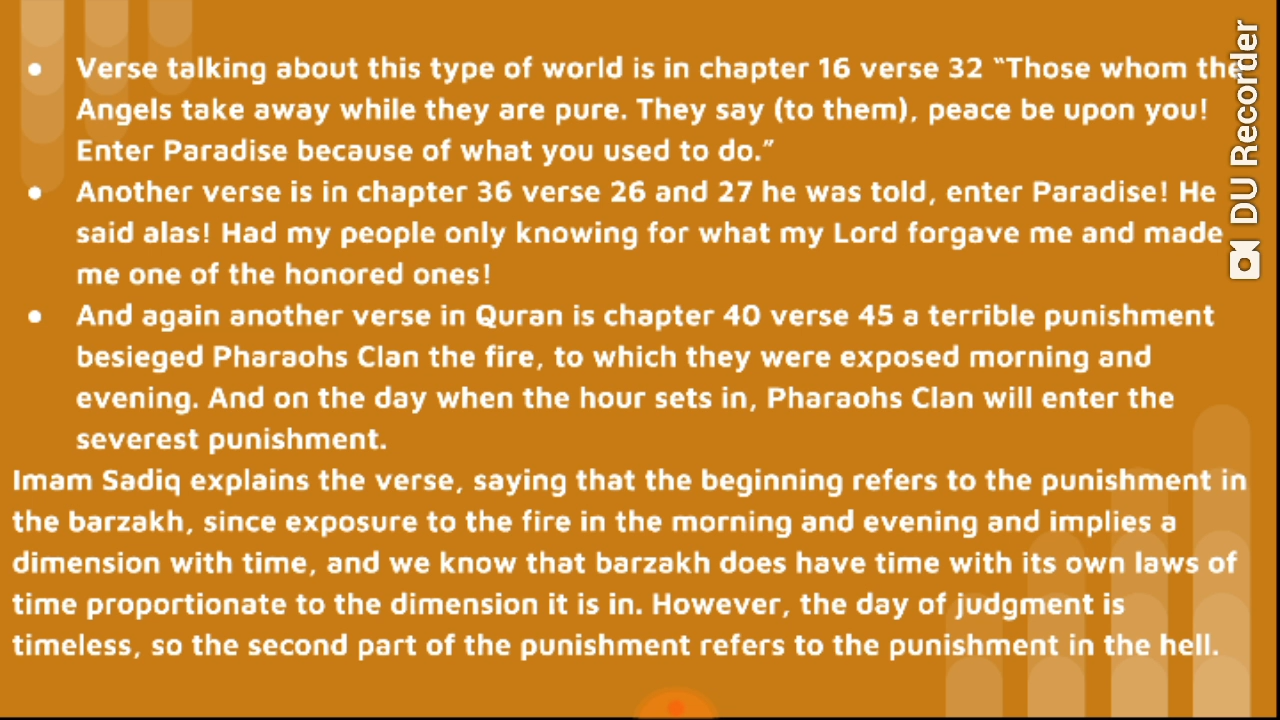 ● Verse talking about this type of world is in chapter 16 verse 32 “Those whom the
Angels take away while they are pure. They say (to them), peace be upon you!
Enter Paradise because of what you used to do.”
● Another verse is in chapter 36 verse 26 and 27 he was told, enter Paradise! He
said alas! Had my people only knowing for what my Lord forgave me and made
me one of the honored ones!
● And again another verse in Quran is chapter 40 verse 45 a terrible punishment
besieged Pharaohs Clan the fire, to which they were exposed morning and
evening. And on the day when the hour sets in, Pharaohs Clan will enter the
severest punishment.
Imam Sadiq explains the verse, saying that the beginning refers to the punishment in
the barzakh, since exposure to the fire in the morning and evening and implies a
dimension with time, and we know that barzakh does have time with its own laws of
time proportionate to the dimension it is in. However, the day of judgment is
timeless, so the second part of the punishment refers to the punishment in the hell.
DU Recorder